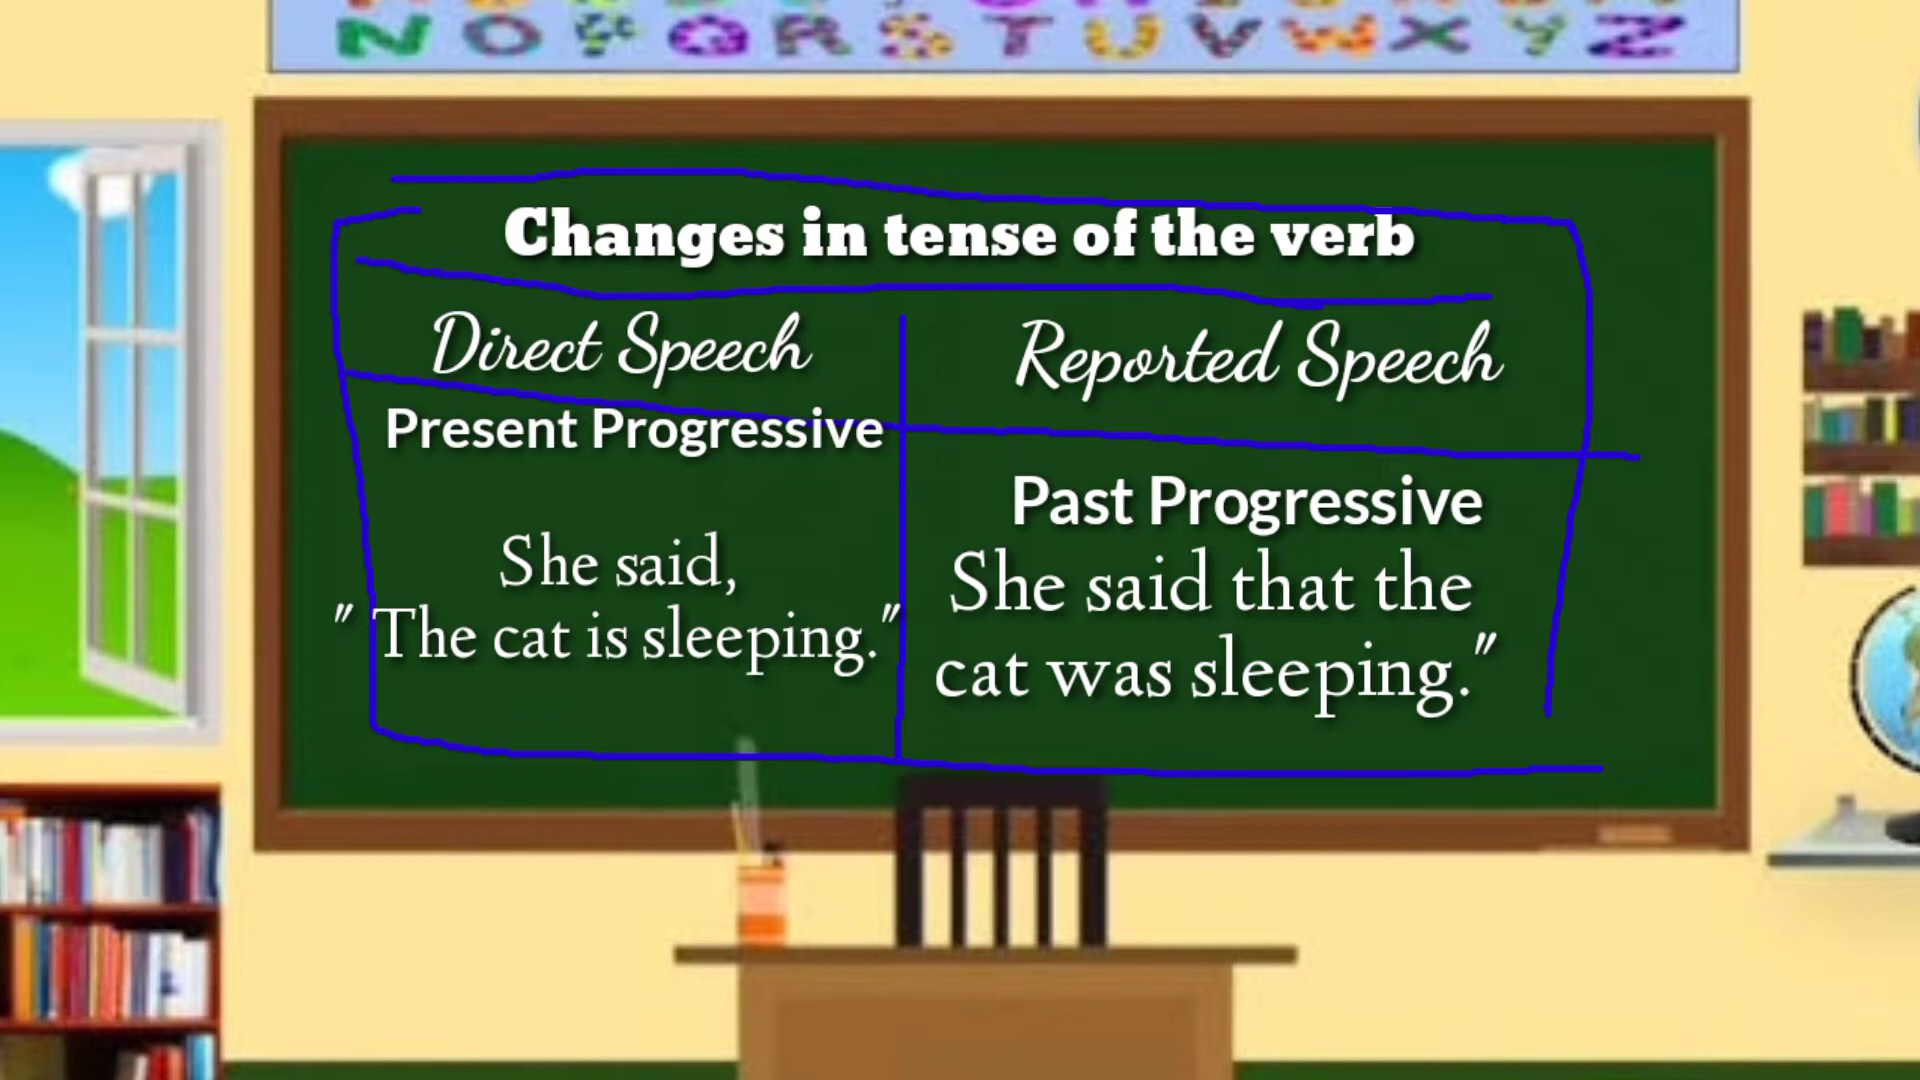 N O P Q R S T U V W X Y Z
Changes in tense of the verb
Direct Speech
Reported Speech
Present Progressive
Past Progressive
She said,
" The cat is sleeping."
She said that the
cat was sleeping."